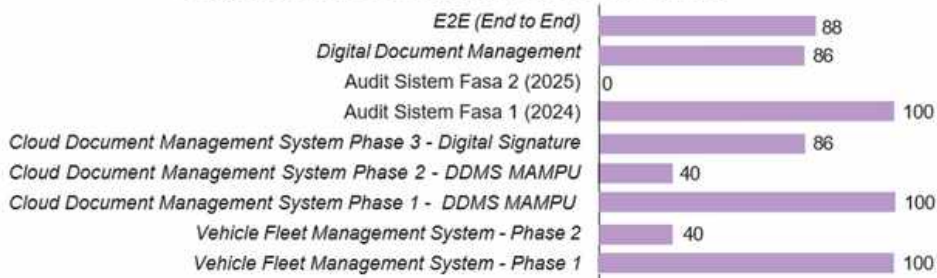 E2E (End to End) 88
Digital Document Management 86
Audit Sistem Fasa 2 (2025) 0
Audit Sistem Fasa 1 (2024) 100
Cloud Document Management System Phase 3 - Digital Signature 86
Cloud Document Management System Phase 2 - DDMS MAMPU 40
Cloud Document Management System Phase 1 - DDMS MAMPU 100
Vehicle Fleet Management System - Phase 2 40
Vehicle Fleet Management System - Phase 1 100